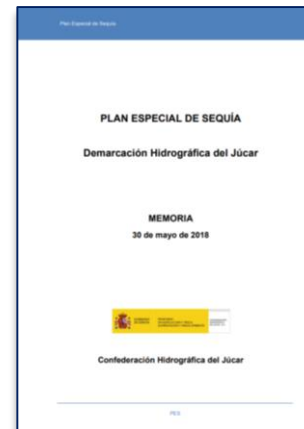 Plan Especial de Sequía
PLAN ESPECIAL DE SEQUÍA
Demarcación Hidrográfica del Júcar
MEMORIA
30 de mayo de 2018
Confederación Hidrográfica del Júcar